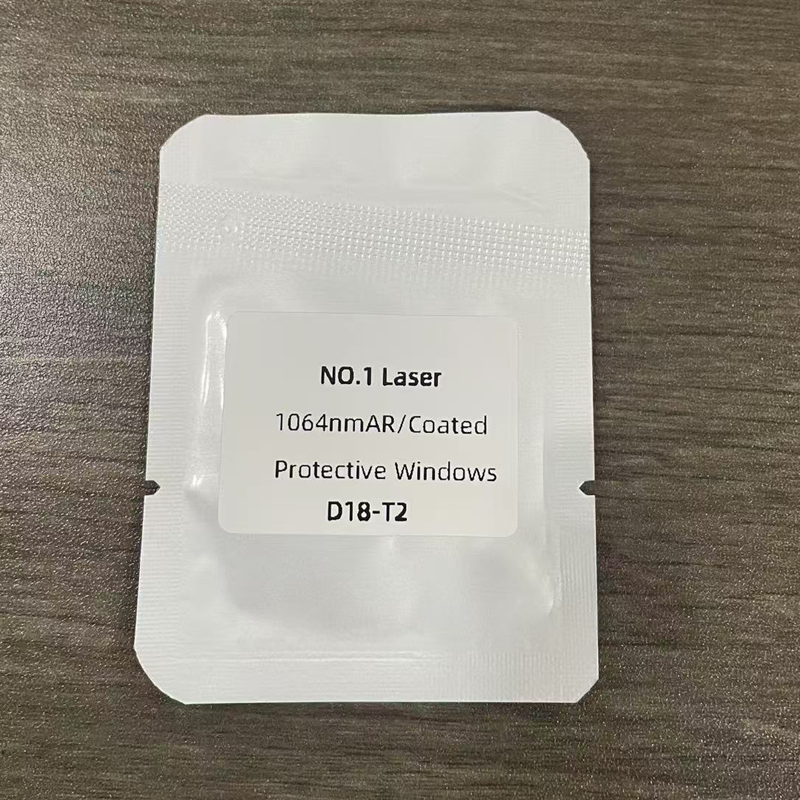 NO.1 Laser
1064nmAR/Coated
Protective Windows
D18-T2